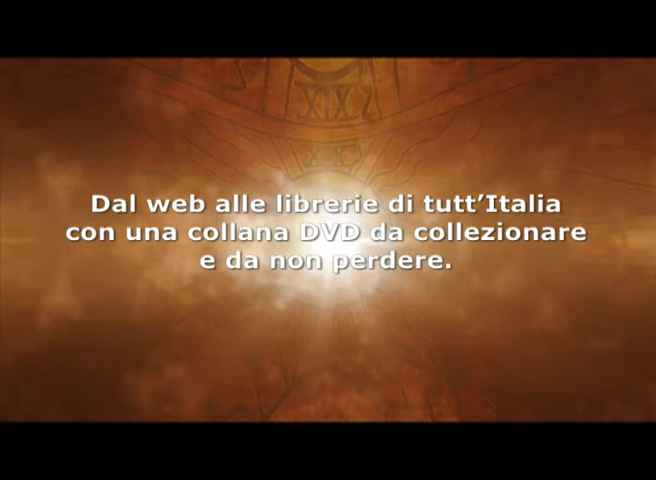 Dal web alle librerie di tutt’Italia
con una collana DVD da collezionare
e da non perdere.